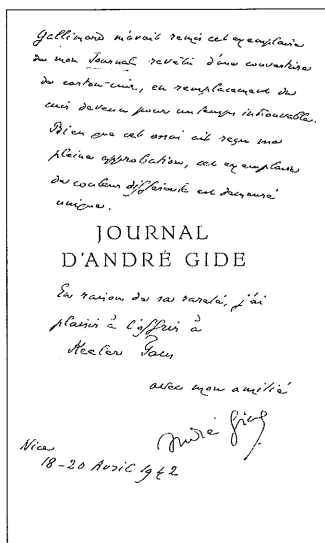 Gallimard m'avait remis cet exemplaire
de mon Journal revêtu d'une couverture
de carton-cuir, en remplacement du
cuir devenu pour un temps introuvable.
Bien que cet essai ait reçu ma
pleine approbation, cet exemplaire
de couleur différente est demeuré
unique.
JOURNAL
D'ANDRÉ GIDE
En raison de sa rareté, j'ai
plaisir à l'offrir à
Keeler Faus
avec mon amitié
André Gide
Nice
18-20 Avril 1942